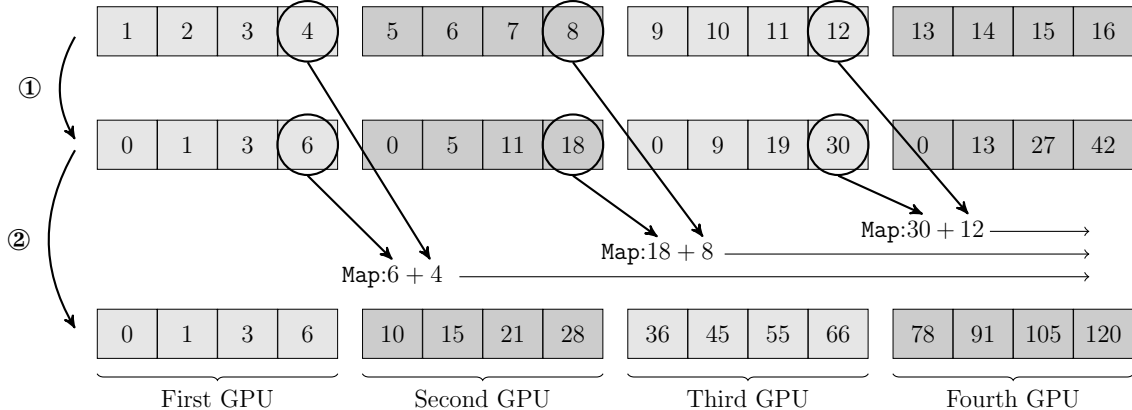 1 2 3 4 5 6 7 8 9 10 11 12 13 14 15 16
①
0 1 3 6 0 5 11 18 0 9 19 30 0 13 27 42
②
Map:30 + 12
Map:18 + 8
Map:6 + 4
0 1 3 6 10 15 21 28 36 45 55 66 78 91 105 120
First GPU Second GPU Third GPU Fourth GPU